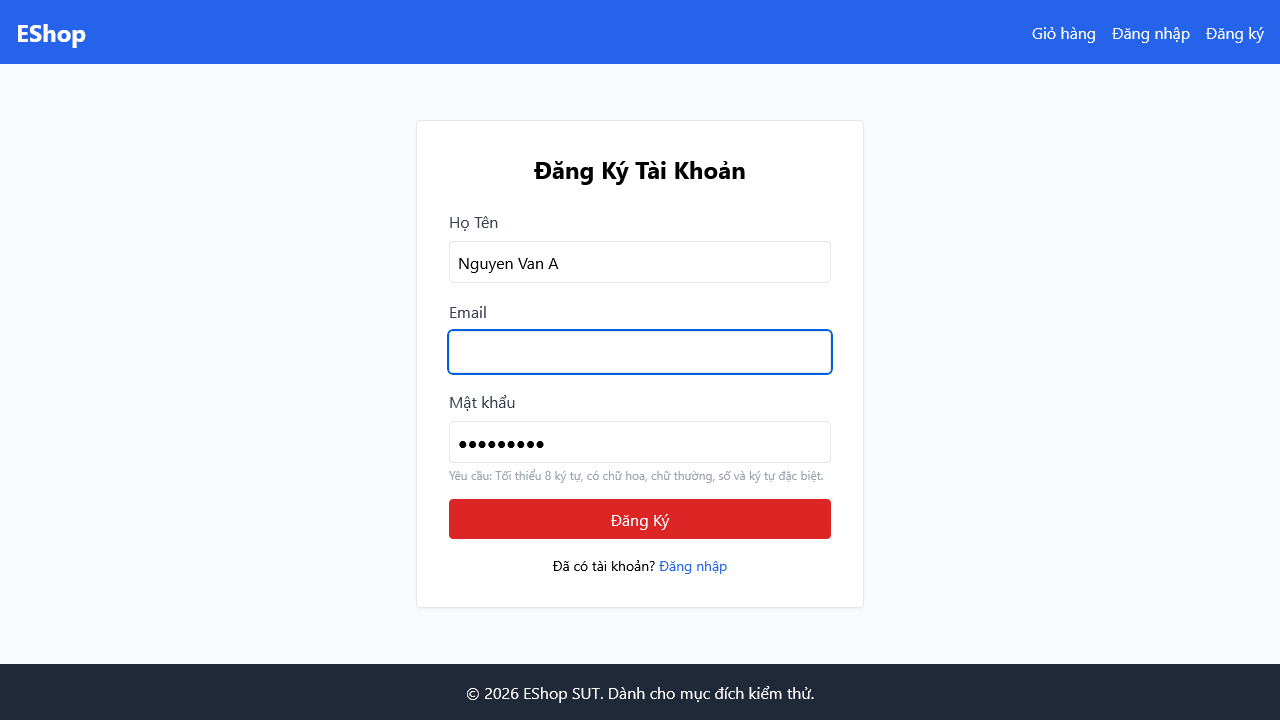 EShop
Giỏ hàng Đăng nhập Đăng ký
Đăng Ký Tài Khoản
Họ Tên
Nguyen Van A
Email
Mật khẩu
•••••••••
Yêu cầu: Tối thiểu 8 ký tự, có chữ hoa, chữ thường, số và ký tự đặc biệt.
Đăng Ký
Đã có tài khoản? Đăng nhập
© 2026 EShop SUT. Dành cho mục đích kiểm thử.